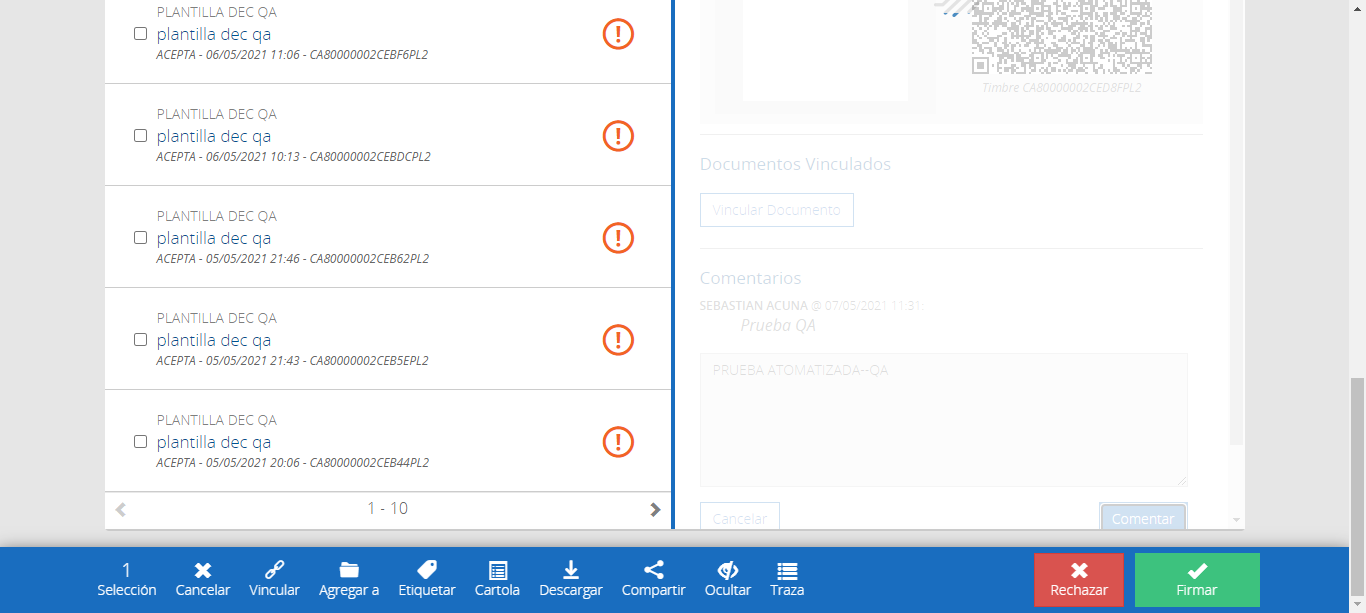 PLANTILLA DEC QA
plantilla dec qa
ACEPTA - 06/05/2021 11:06 - CA80000002CEBF6PL2
PLANTILLA DEC QA
plantilla dec qa
ACEPTA - 06/05/2021 10:13 - CA80000002CEBDCPL2
PLANTILLA DEC QA
plantilla dec qa
ACEPTA - 05/05/2021 21:46 - CA80000002CEB62PL2
PLANTILLA DEC QA
plantilla dec qa
ACEPTA - 05/05/2021 21:43 - CA80000002CEB5EPL2
PLANTILLA DEC QA
plantilla dec qa
ACEPTA - 05/05/2021 20:06 - CA80000002CEB44PL2
1 - 10
Timbre CA80000002CED8FPL2
Documentos Vinculados
Vincular Documento
Comentarios
SEBASTIAN ACUNA @ 07/05/2021 11:31:
Prueba QA
PRUEBA ATOMATIZADA--QA
Cancelar
Comentar
1
Selección
Cancelar
Vincular
Agregar a
Etiquetar
Cartola
Descargar
Compartir
Ocultar
Traza
Rechazar
Firmar